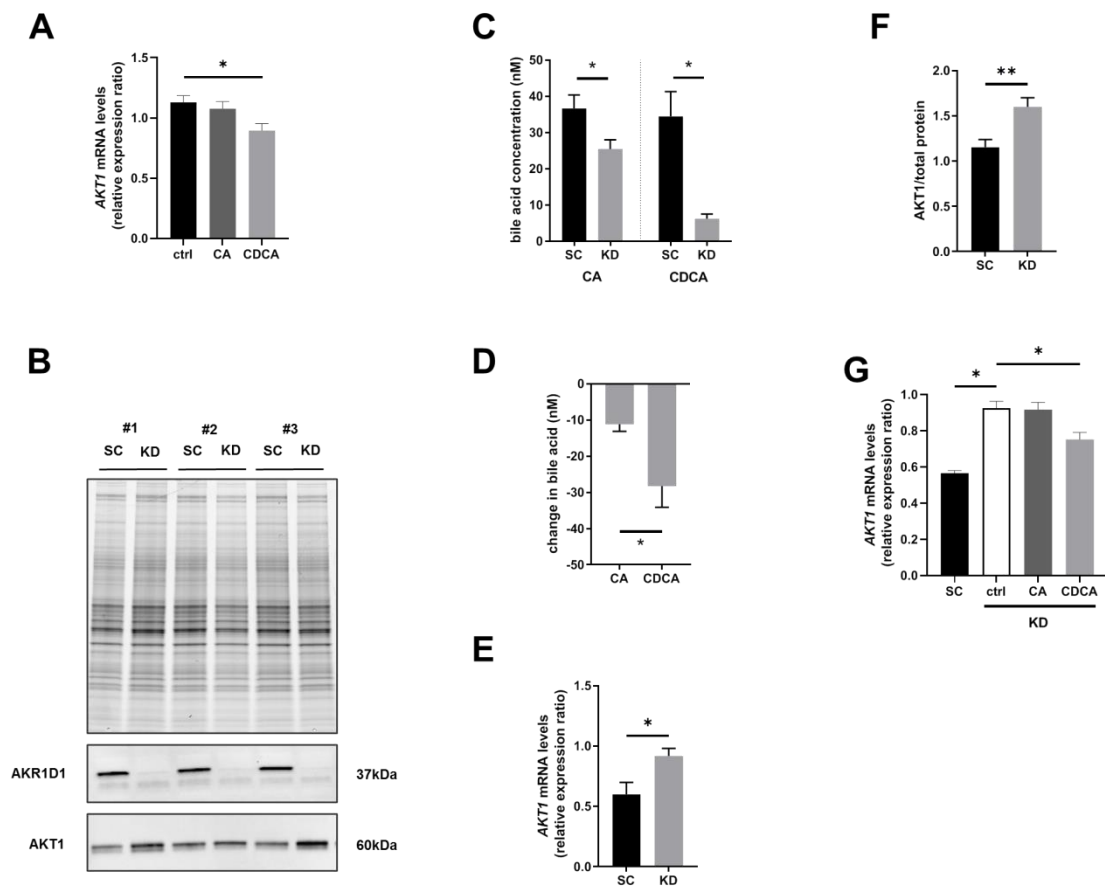 A
AKT1 mRNA levels
(relative expression ratio)
1.5
1.0
0.5
0.0
*
ctrl CA CDCA
B
#1 #2 #3
SC KD SC KD SC KD
AKR1D1 37kDa
AKT1 60kDa
C
bile acid concentration (nM)
50
40
30
20
10
0
* *
SC KD SC KD
CA CDCA
D
change in bile acid (nM)
0
-10
-20
-30
-40
-50
*
CA CDCA
E
AKT1 mRNA levels
(relative expression ratio)
1.5
1.0
0.5
0.0
*
SC KD
F
AKT1/total protein
2.0
1.5
1.0
0.5
0.0
**
SC KD
G
AKT1 mRNA levels
(relative expression ratio)
1.0
0.8
0.6
0.4
0.2
0.0
* *
SC ctrl CA CDCA
KD